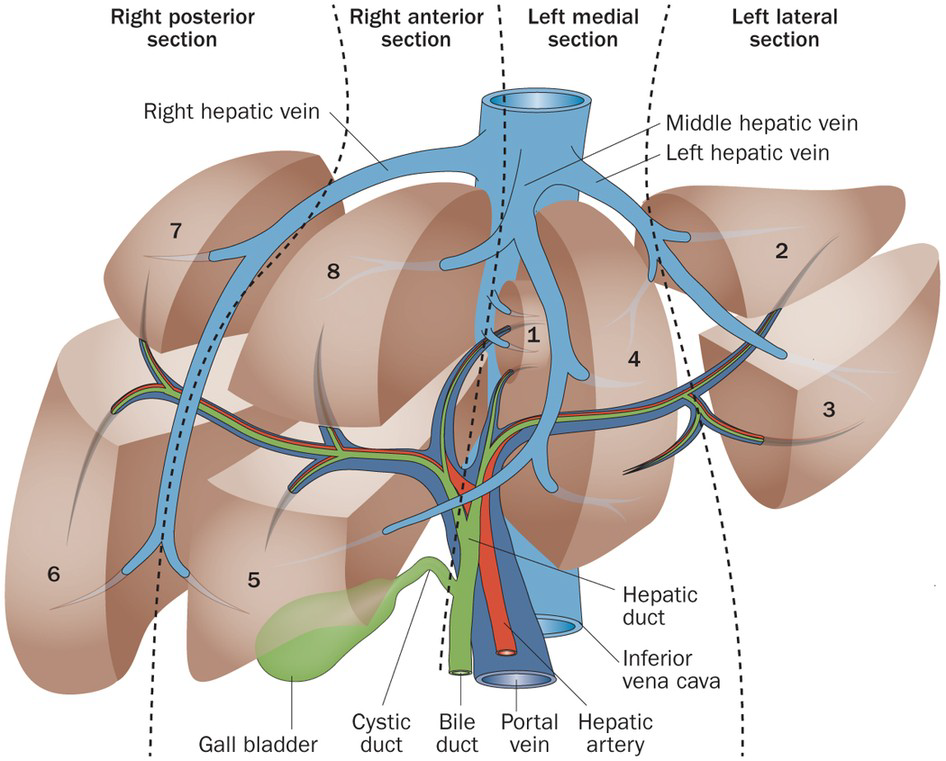 Right posterior
section
Right anterior
section
Left medial
section
Left lateral
section
Right hepatic vein
Middle hepatic vein
Left hepatic vein
7
8
2
1
4
3
6
5
Hepatic
duct
Inferior
vena cava
Gall bladder
Cystic
duct
Bile
duct
Portal
vein
Hepatic
artery